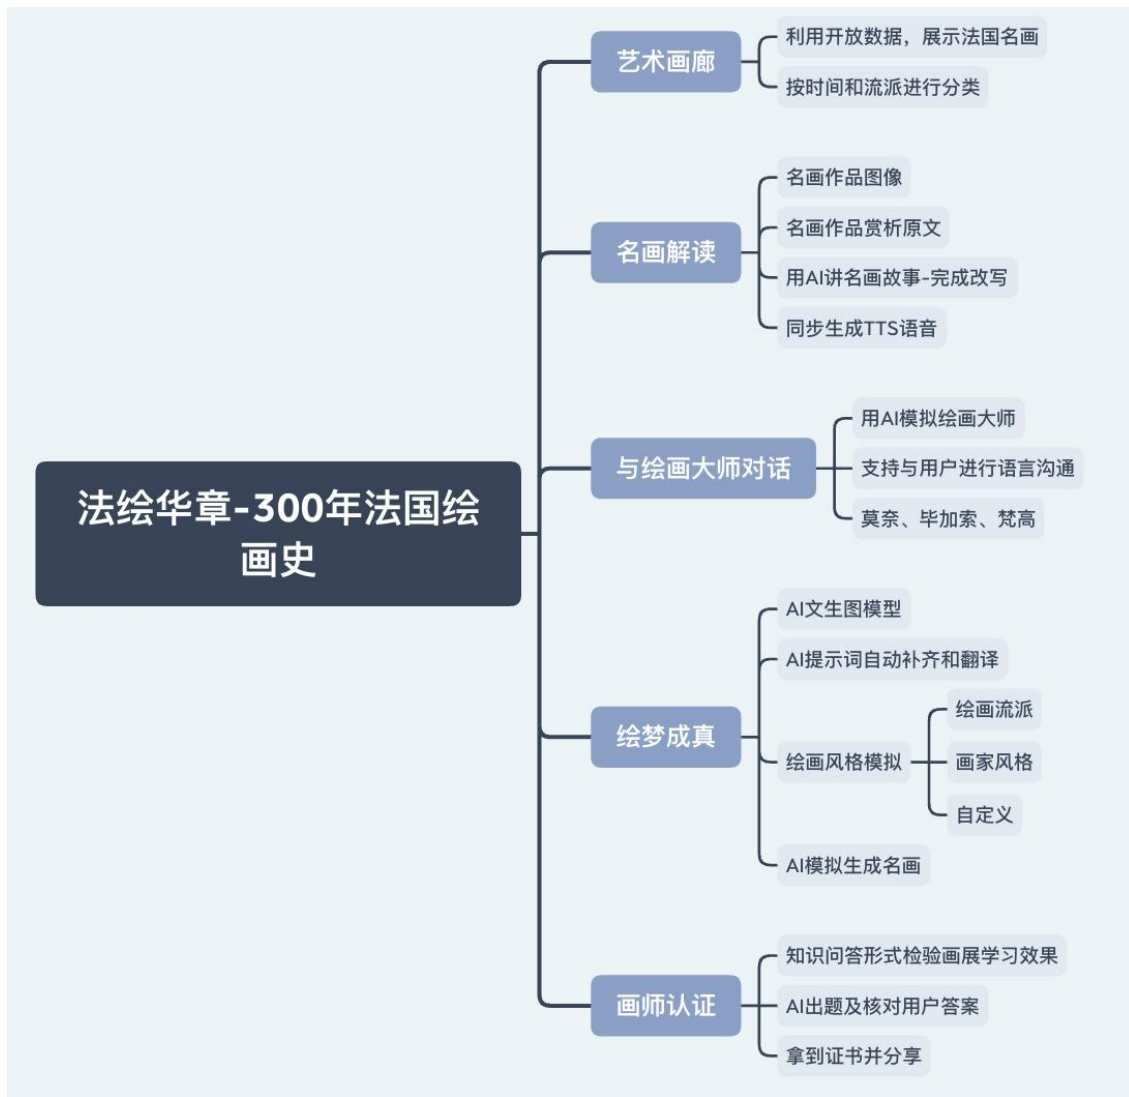 法绘华章-300年法国绘
画史
艺术画廊
利用开放数据，展示法国名画
按时间和流派进行分类
名画解读
名画作品图像
名画作品赏析原文
用AI讲名画故事-完成改写
同步生成TTS语音
与绘画大师对话
用AI模拟绘画大师
支持与用户进行语言沟通
莫奈、毕加索、梵高
绘梦成真
AI文生图模型
AI提示词自动补齐和翻译
绘画风格模拟
绘画流派
画家风格
自定义
AI模拟生成名画
画师认证
知识问答形式检验画展学习效果
AI出题及核对用户答案
拿到证书并分享